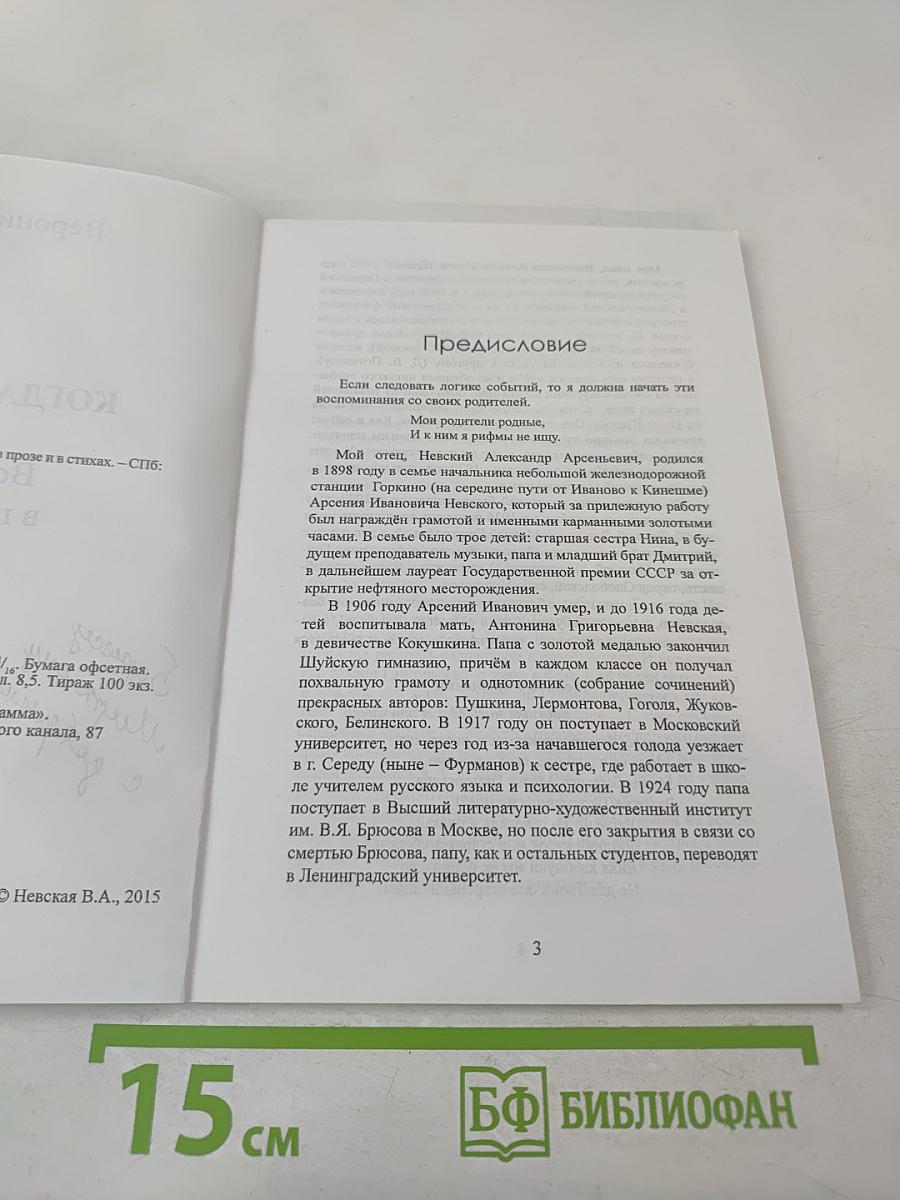 в прозе и в стихах. – СПб:
1/16. Бумага офсетная.
л. 8,5. Тираж 100 экз.
амма».
ого канала, 87
© Невская В.А., 2015
Предисловие
Если следовать логике событий, то я должна начать эти
воспоминания со своих родителей.
Мои родители родные,
И к ним я рифмы не ищу.
Мой отец, Невский Александр Арсеньевич, родился
в 1898 году в семье начальника небольшой железнодорожной
станции Горкино (на середине пути от Иваново к Кинешме)
Арсения Ивановича Невского, который за прилежную работу
был награждён грамотой и именными карманными золотыми
часами. В семье было трое детей: старшая сестра Нина, в бу-
дущем преподаватель музыки, папа и младший брат Дмитрий,
в дальнейшем лауреат Государственной премии СССР за от-
крытие нефтяного месторождения.
В 1906 году Арсений Иванович умер, и до 1916 года де-
тей воспитывала мать, Антонина Григорьевна Невская,
в девичестве Кокушкина. Папа с золотой медалью закончил
Шуйскую гимназию, причём в каждом классе он получал
похвальную грамоту и однотомник (собрание сочинений)
прекрасных авторов: Пушкина, Лермонтова, Гоголя, Жуков-
ского, Белинского. В 1917 году он поступает в Московский
университет, но через год из-за начавшегося голода уезжает
в г. Середу (ныне – Фурманов) к сестре, где работает в шко-
ле учителем русского языка и психологии. В 1924 году папа
поступает в Высший литературно-художественный институт
им. В.Я. Брюсова в Москве, но после его закрытия в связи со
смертью Брюсова, папу, как и остальных студентов, переводят
в Ленинградский университет.
3
15 см
БФ БИБЛИОФАН